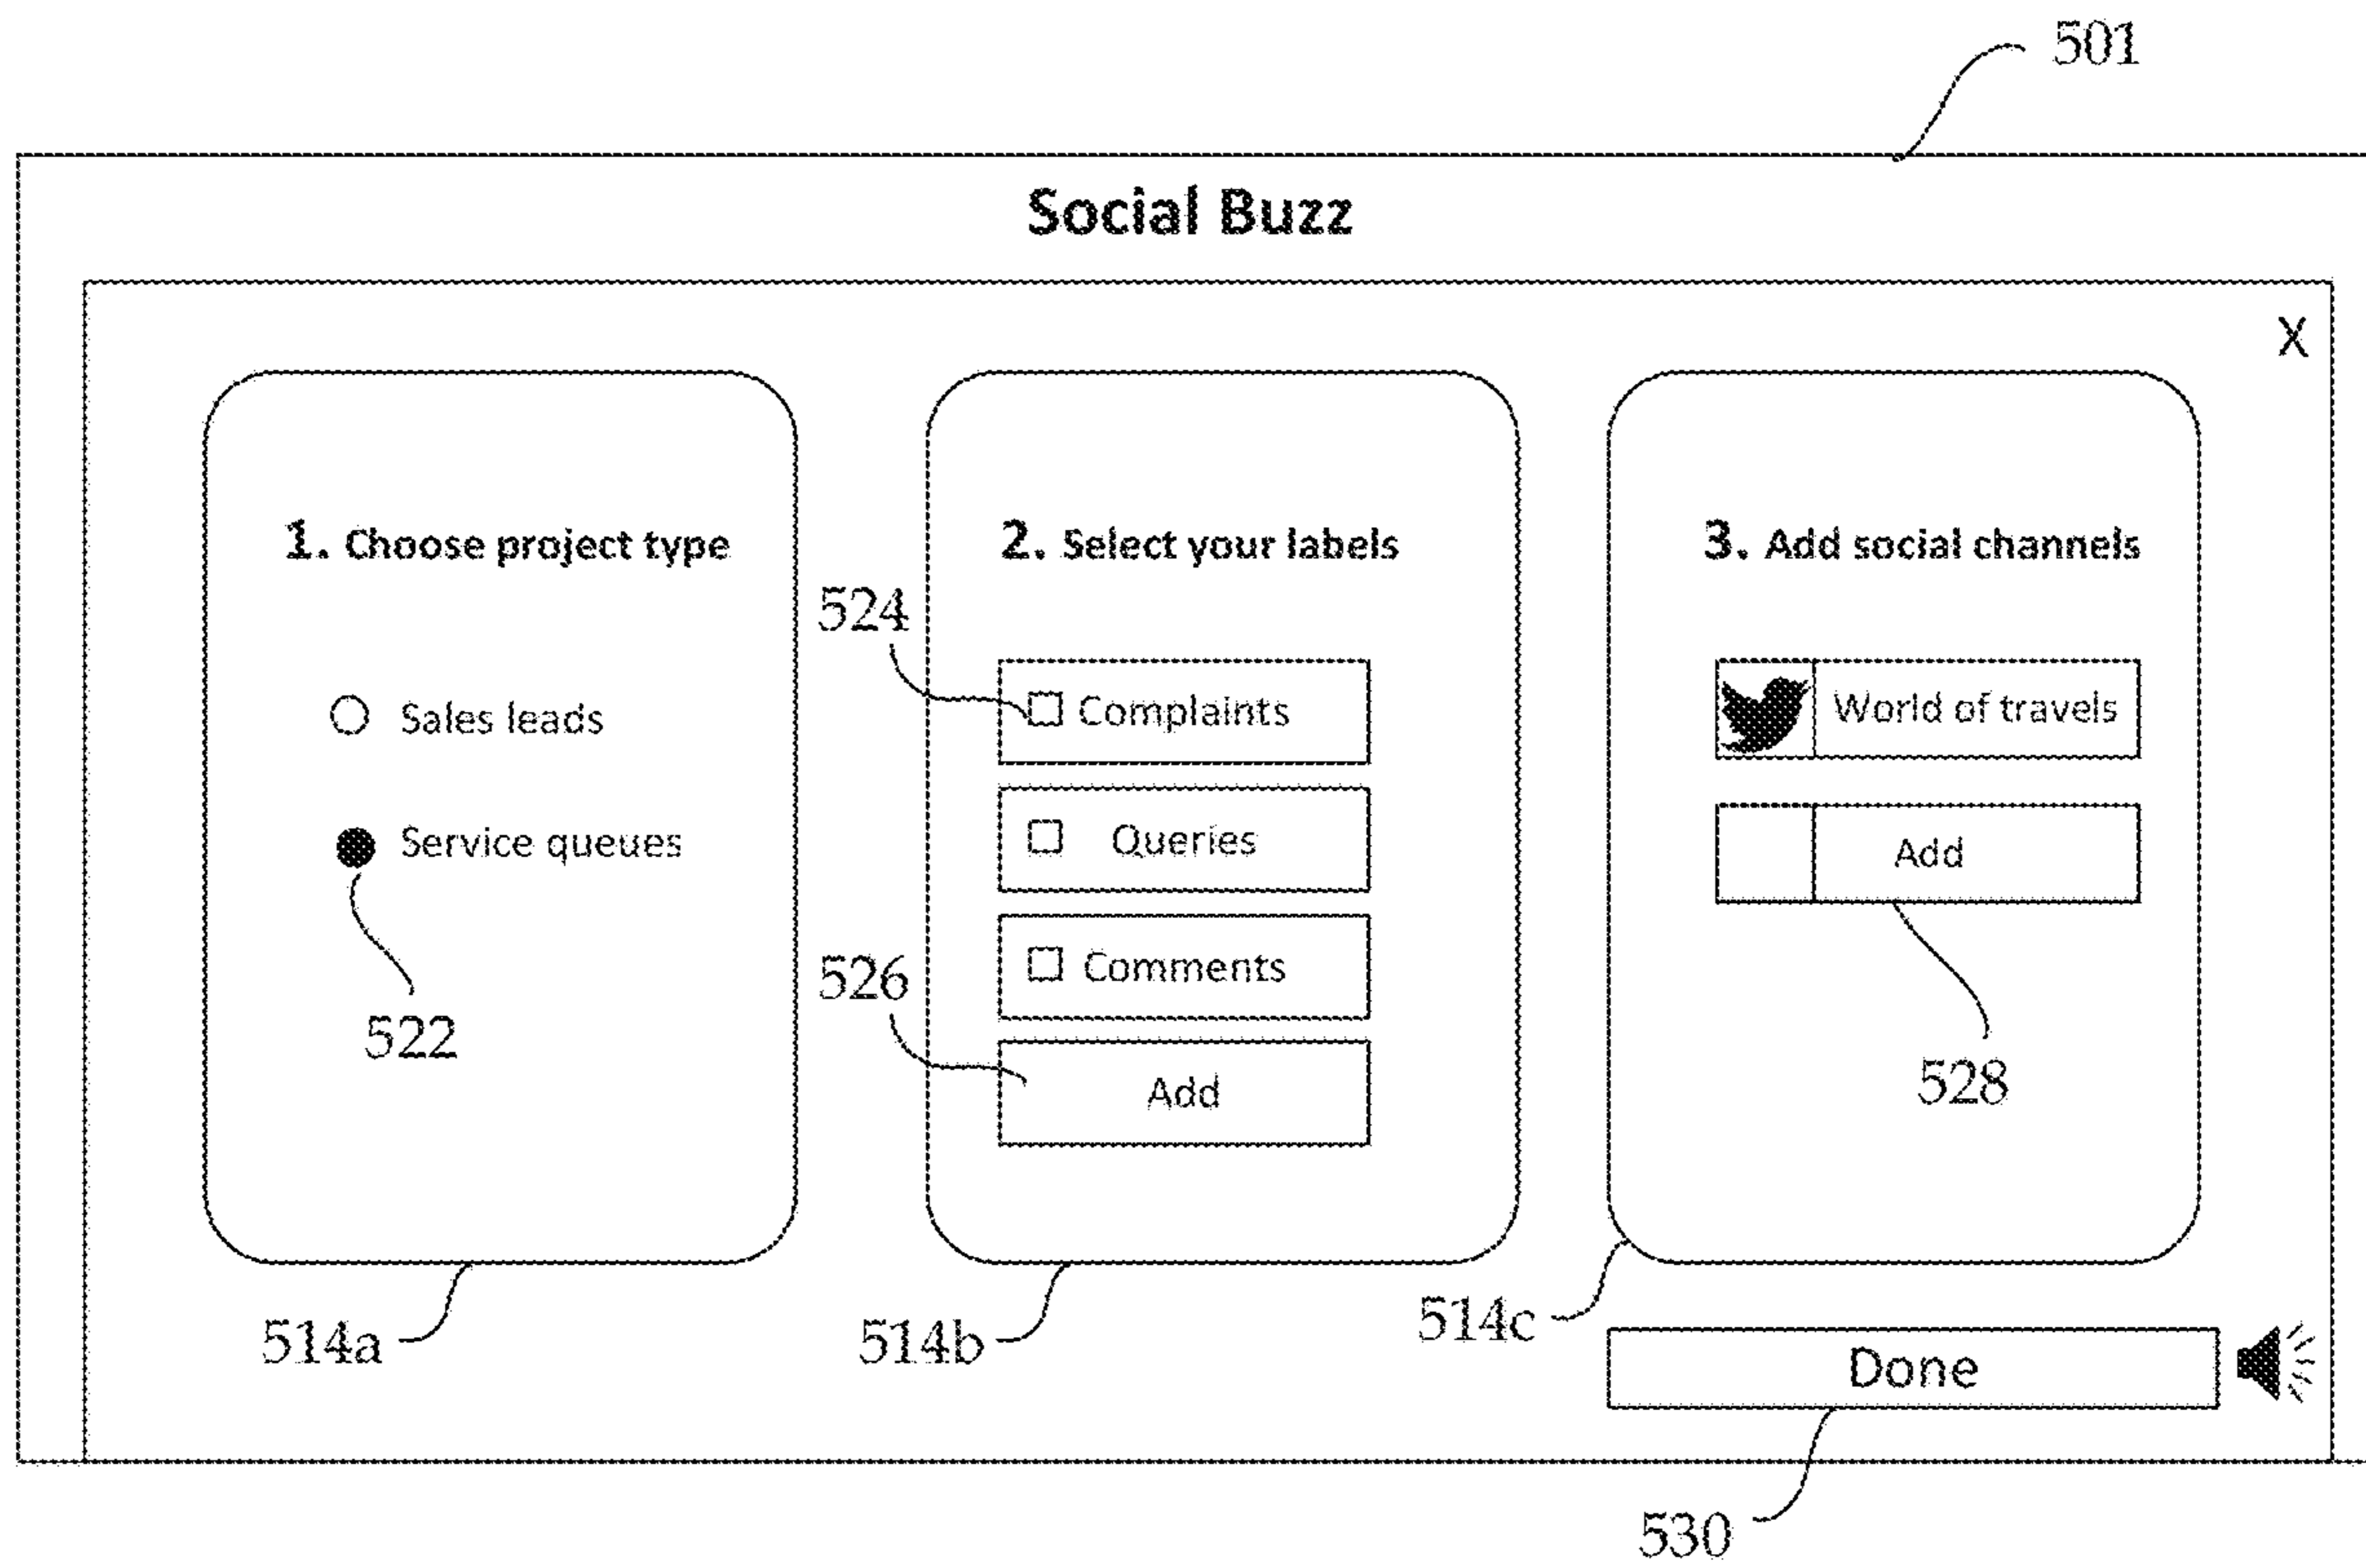 501
Social Buzz
X
1. Choose project type
Sales leads
Service queues
522
514a
2. Select your labels
524
Complaints
Queries
Comments
526
Add
514b
3. Add social channels
World of travels
Add
528
514c
Done
530